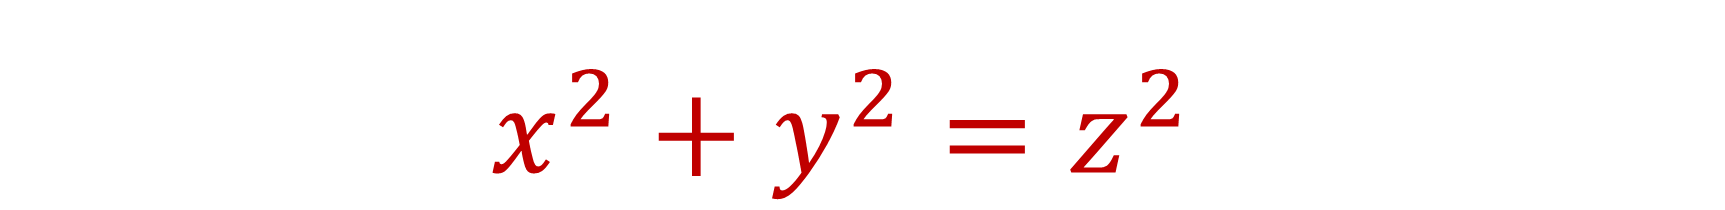 x² + y² = z²